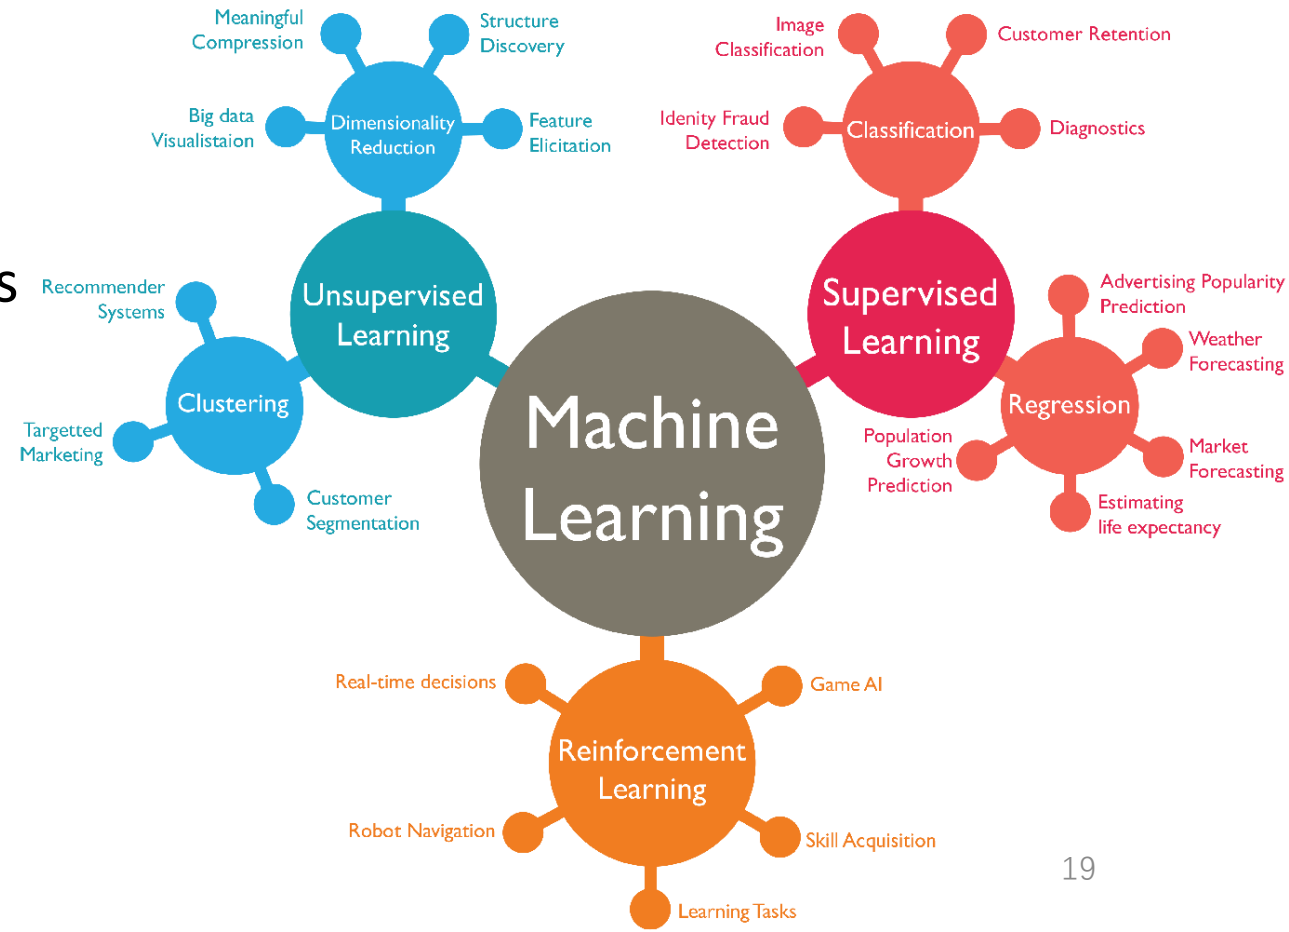 Meaningful
Compression
Structure
Discovery
Big data
Visualistaion
Dimensionality
Reduction
Feature
Elicitation
Image
Classification
Customer Retention
Idenity Fraud
Detection
Classification
Diagnostics
s
Recommender
Systems
Unsupervised
Learning
Clustering
Targetted
Marketing
Customer
Segmentation
Supervised
Learning
Advertising Popularity
Prediction
Weather
Forecasting
Regression
Population
Growth
Prediction
Market
Forecasting
Estimating
life expectancy
Machine
Learning
Real-time decisions
Game AI
Reinforcement
Learning
Robot Navigation
Skill Acquisition
Learning Tasks
19